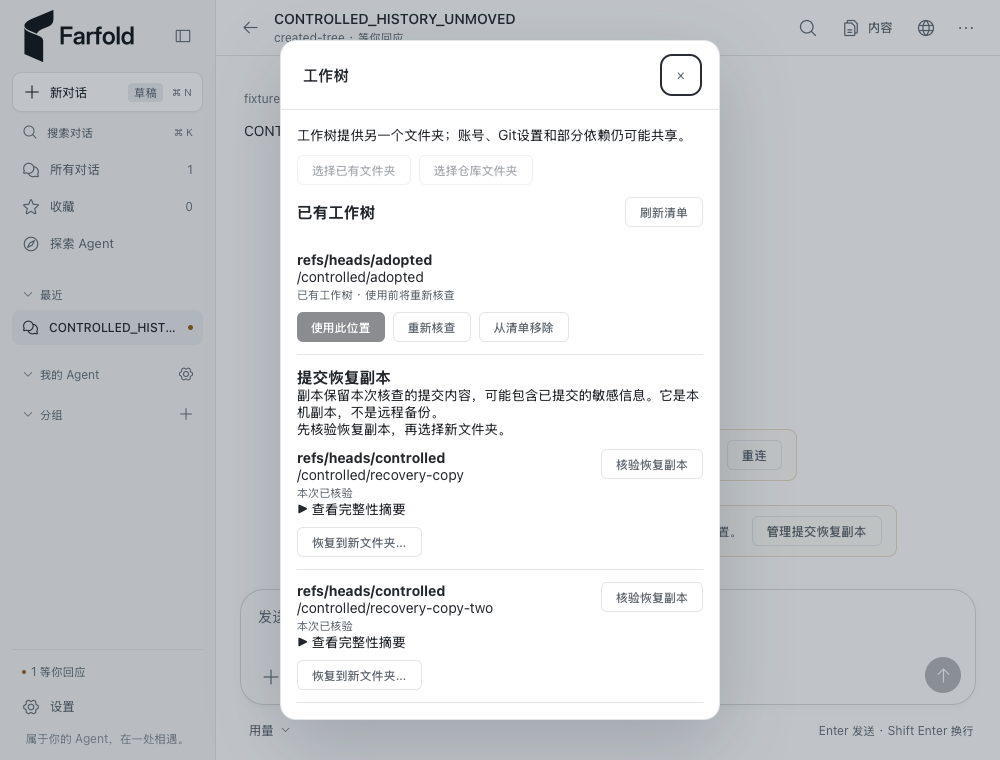 Farfold
新对话
草稿
⌘ N
搜索对话
⌘ K
所有对话
1
收藏
0
探索 Agent
最近
CONTROLLED_HIST...
我的 Agent
分组
1 等你回应
设置
属于你的 Agent，在一处相遇。
CONTROLLED_HISTORY_UNMOVED
created-tree · 等你回应
内容
fixture
CONT
工作树
×
工作树提供另一个文件夹；账号、Git设置和部分依赖仍可能共享。
选择已有文件夹
选择仓库文件夹
已有工作树
刷新清单
refs/heads/adopted
/controlled/adopted
已有工作树 · 使用前将重新核查
使用此位置
重新核查
从清单移除
提交恢复副本
副本保留本次核查的提交内容，可能包含已提交的敏感信息。它是本
机副本，不是远程备份。
先核验恢复副本，再选择新文件夹。
refs/heads/controlled
/controlled/recovery-copy
本次已核验
核验恢复副本
▶ 查看完整性摘要
恢复到新文件夹...
refs/heads/controlled
/controlled/recovery-copy-two
本次已核验
核验恢复副本
▶ 查看完整性摘要
恢复到新文件夹...
重连
置。
管理提交恢复副本
发送
用量
Enter 发送 · Shift Enter 换行